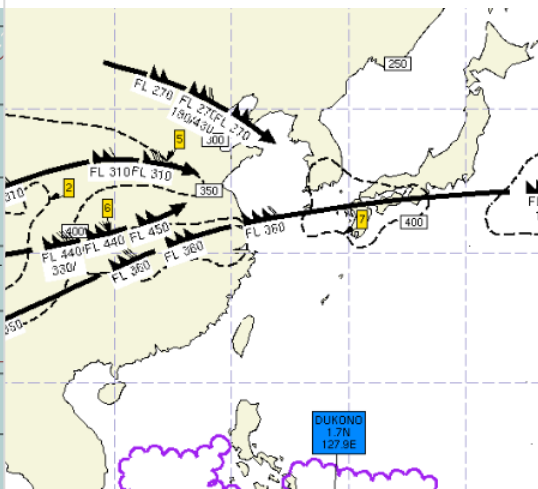 250
FL 270
FL 270
FL 270
180/430
300
5
FL 310
FL 310
310
2
350
6
400
FL 440
FL 440
FL 450
330/
FL 360
FL 360
FL 360
7
400
FL
DUKONO
1.7N
127.9E